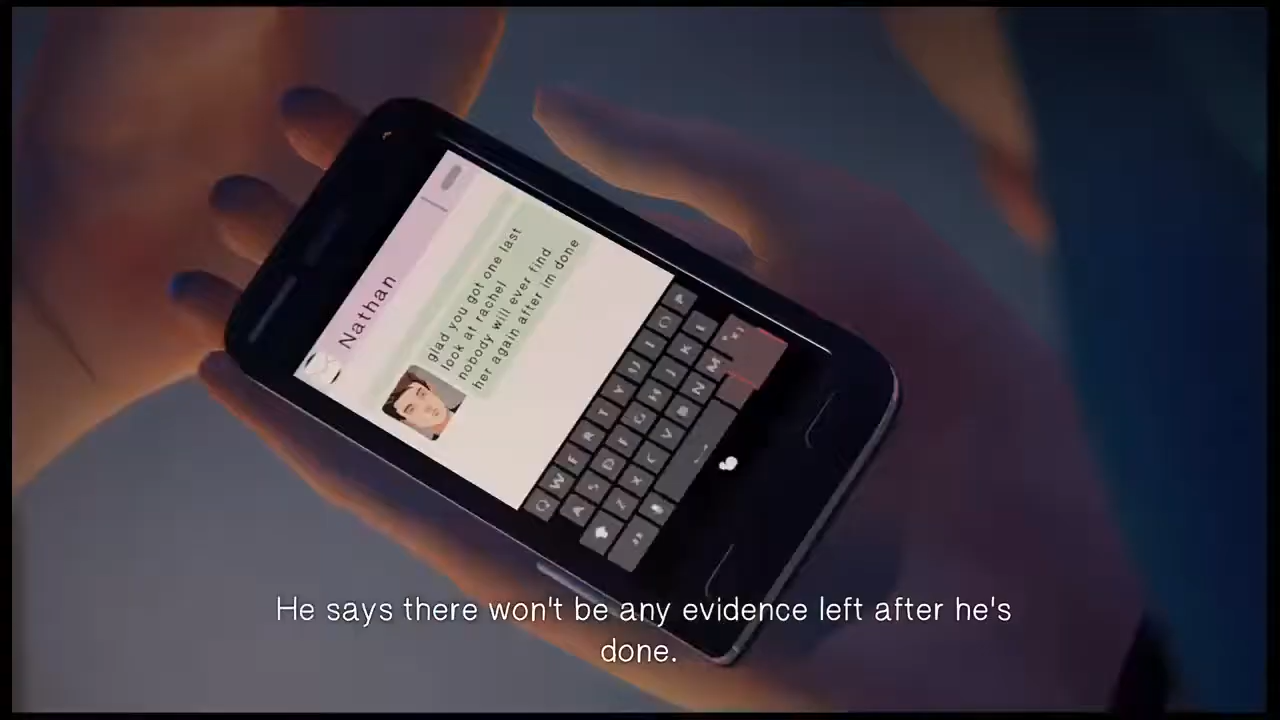 Nathan
glad you got one last
look at rachel
nobody will ever find
her again after im done
Q W E R T Y U I O P
A S D F G H J K L
Z X C V B N M
He says there won't be any evidence left after he's
done.